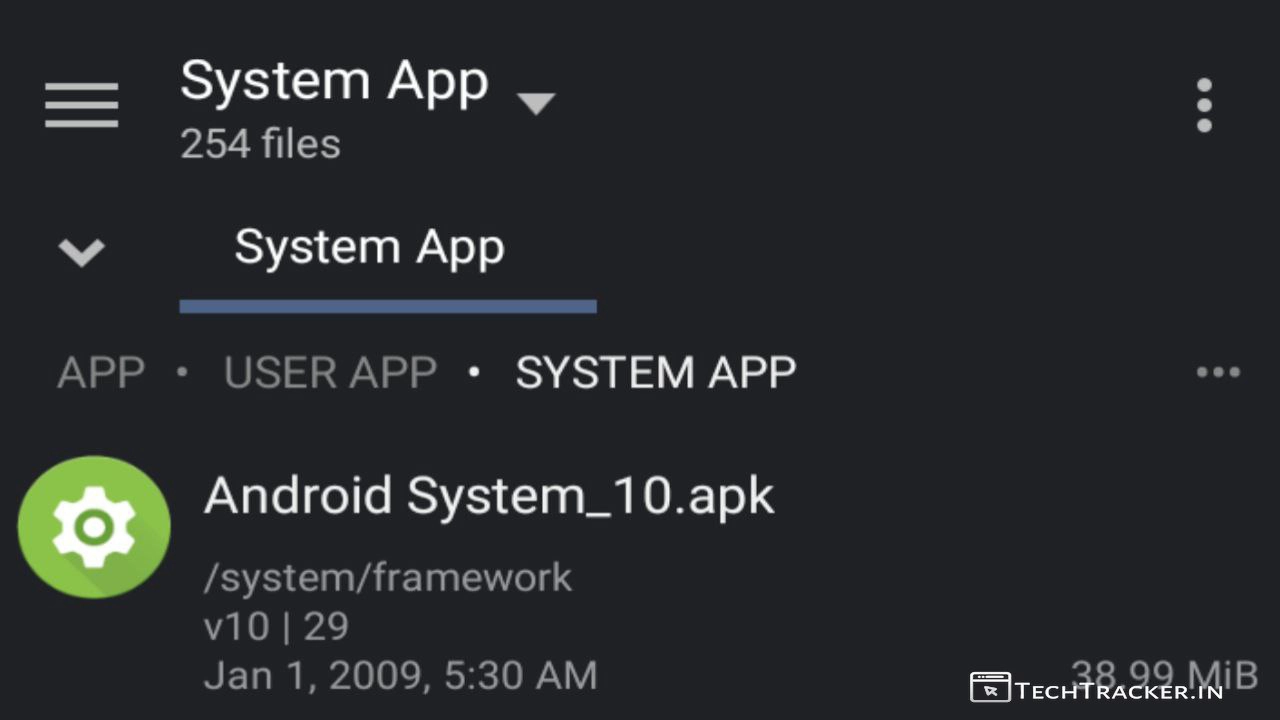 System App
254 files
System App
APP • USER APP • SYSTEM APP
Android System_10.apk
/system/framework
v10 | 29
Jan 1, 2009, 5:30 AM
38.99 MiB
TECHTRACKER.IN